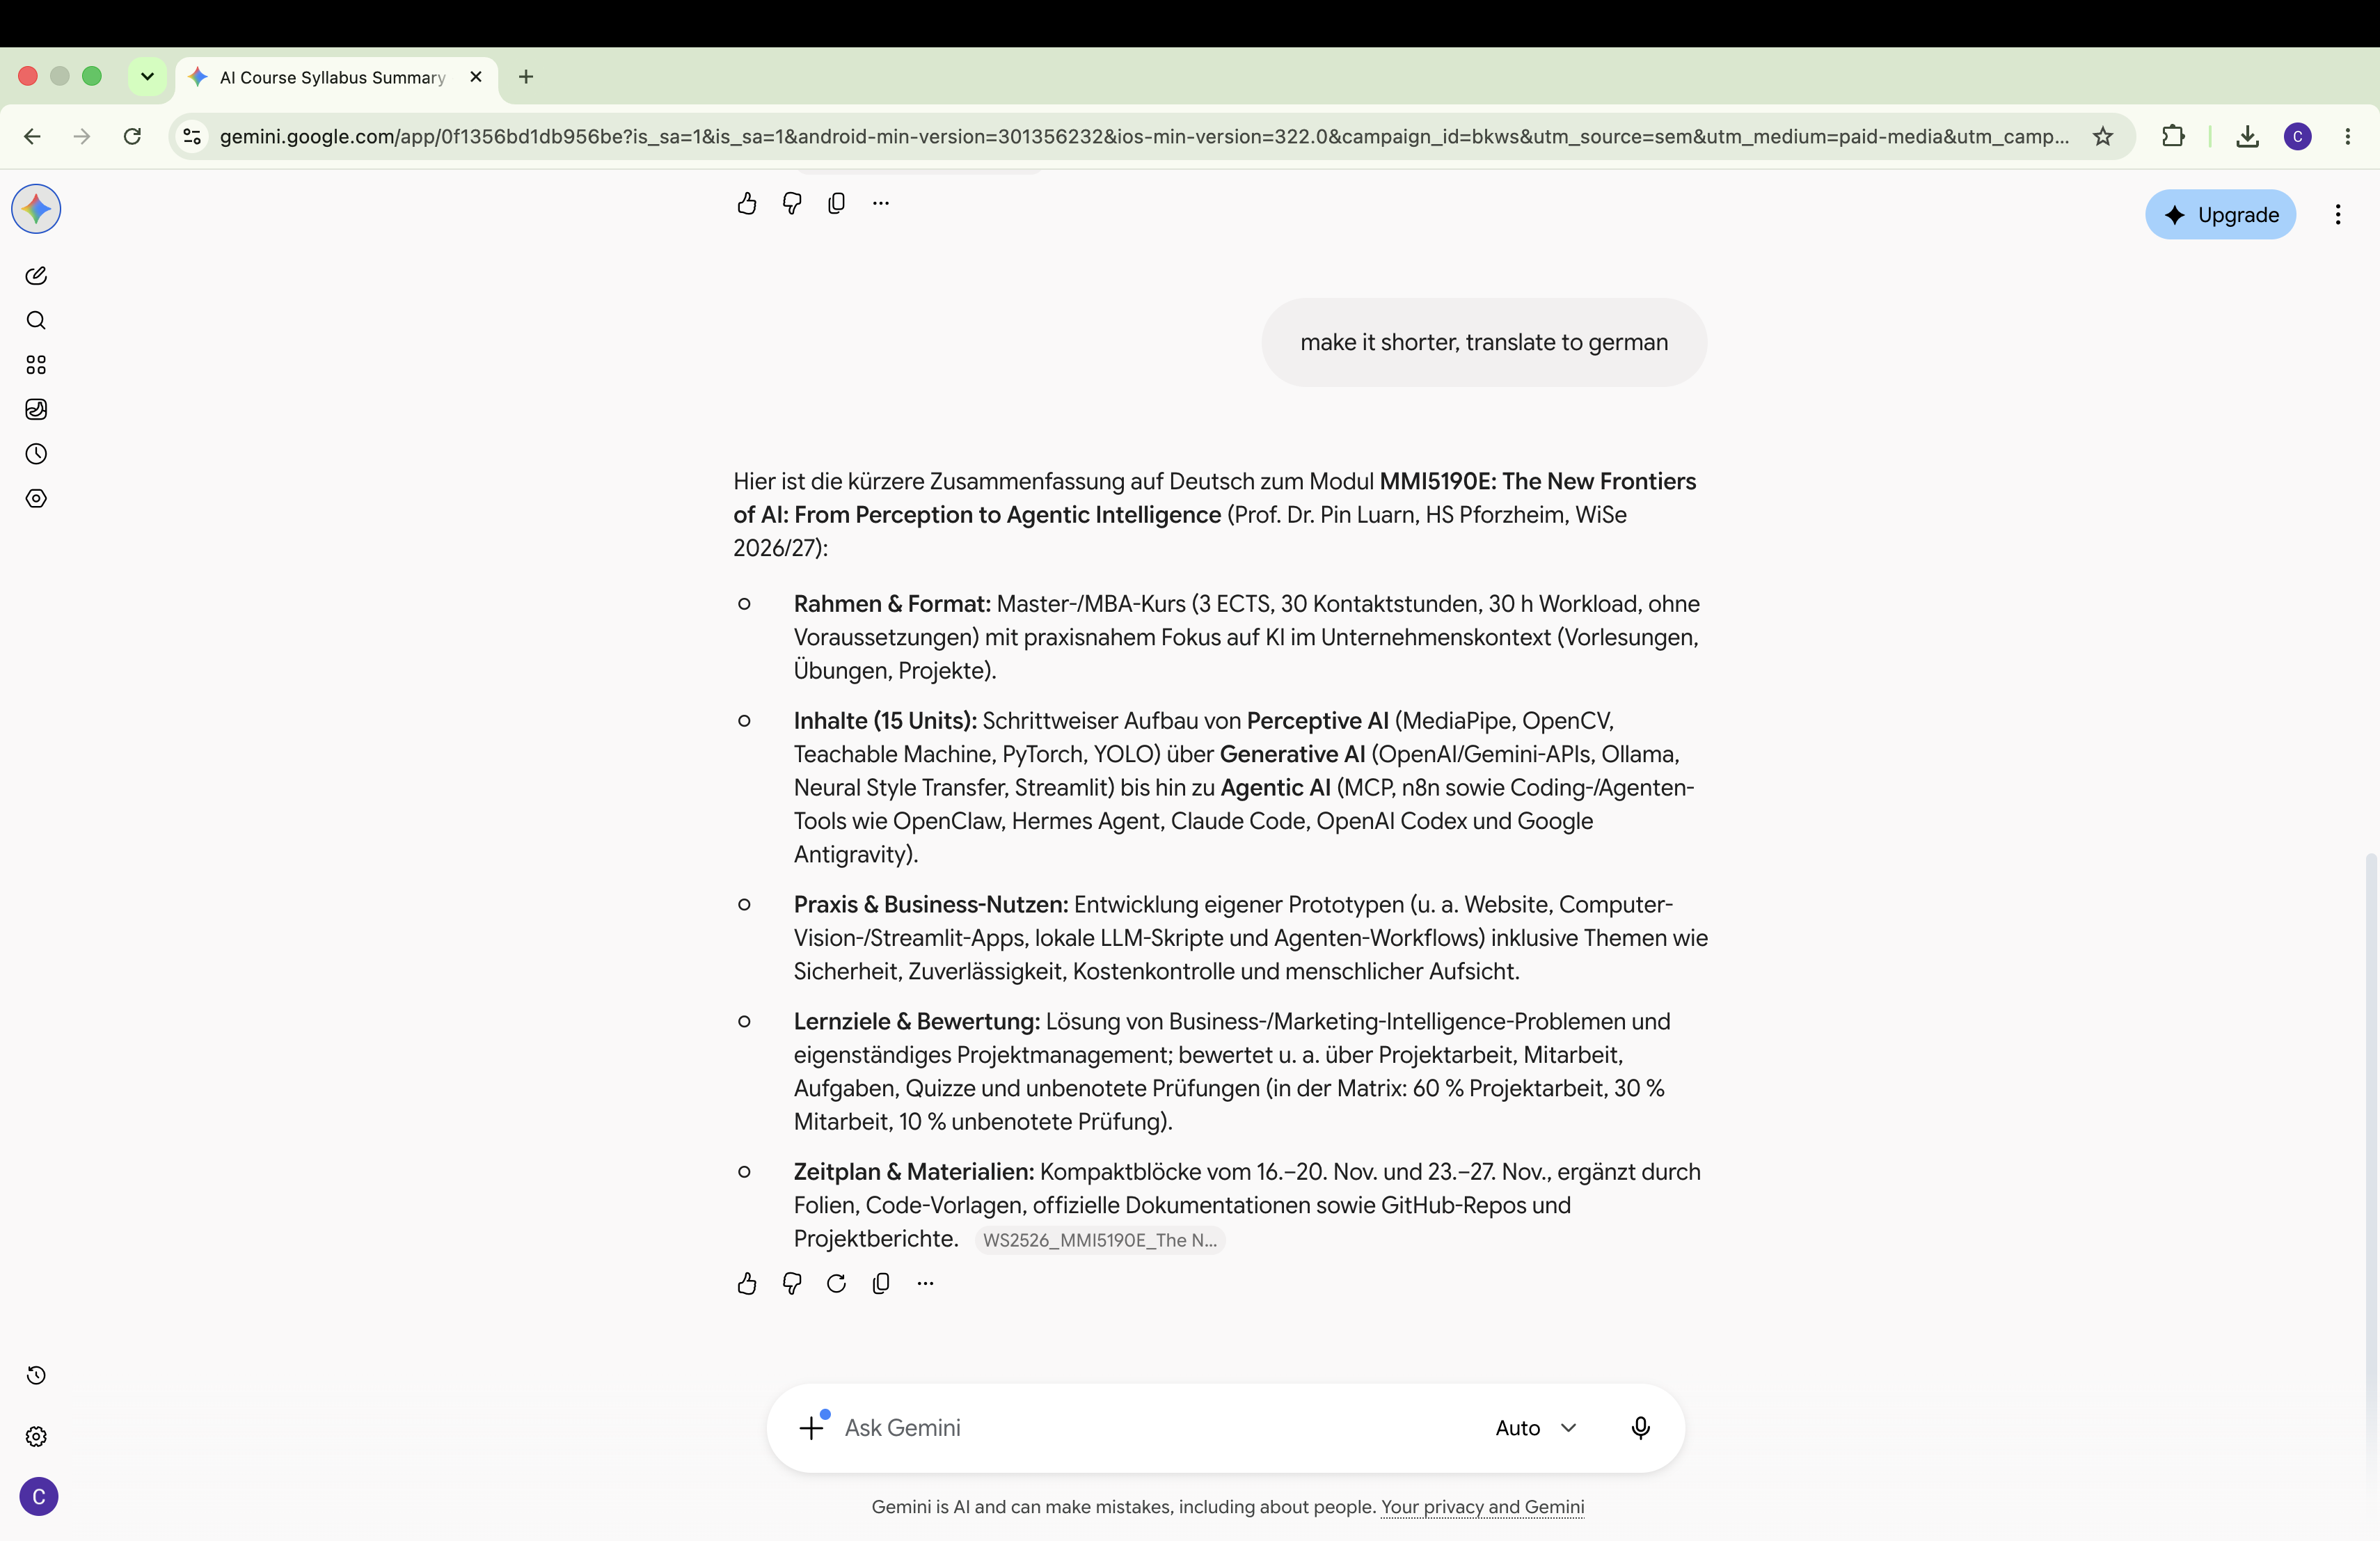 AI Course Syllabus Summary
gemini.google.com/app/0f1356bd1db956be?is_sa=1&is_sa=1&android-min-version=301356232&ios-min-version=322.0&campaign_id=bkws&utm_source=sem&utm_medium=paid-media&utm_camp...
C
Upgrade
make it shorter, translate to german
Hier ist die kürzere Zusammenfassung auf Deutsch zum Modul MMI5190E: The New Frontiers
of AI: From Perception to Agentic Intelligence (Prof. Dr. Pin Luarn, HS Pforzheim, WiSe
2026/27):
Rahmen & Format: Master-/MBA-Kurs (3 ECTS, 30 Kontaktstunden, 30 h Workload, ohne
Voraussetzungen) mit praxisnahem Fokus auf KI im Unternehmenskontext (Vorlesungen,
Übungen, Projekte).
Inhalte (15 Units): Schrittweiser Aufbau von Perceptive AI (MediaPipe, OpenCV,
Teachable Machine, PyTorch, YOLO) über Generative AI (OpenAI/Gemini-APIs, Ollama,
Neural Style Transfer, Streamlit) bis hin zu Agentic AI (MCP, n8n sowie Coding-/Agenten-
Tools wie OpenClaw, Hermes Agent, Claude Code, OpenAI Codex und Google
Antigravity).
Praxis & Business-Nutzen: Entwicklung eigener Prototypen (u. a. Website, Computer-
Vision-/Streamlit-Apps, lokale LLM-Skripte und Agenten-Workflows) inklusive Themen wie
Sicherheit, Zuverlässigkeit, Kostenkontrolle und menschlicher Aufsicht.
Lernziele & Bewertung: Lösung von Business-/Marketing-Intelligence-Problemen und
eigenständiges Projektmanagement; bewertet u. a. über Projektarbeit, Mitarbeit,
Aufgaben, Quizze und unbenotete Prüfungen (in der Matrix: 60 % Projektarbeit, 30 %
Mitarbeit, 10 % unbenotete Prüfung).
Zeitplan & Materialien: Kompaktblöcke vom 16.–20. Nov. und 23.–27. Nov., ergänzt durch
Folien, Code-Vorlagen, offizielle Dokumentationen sowie GitHub-Repos und
Projektberichte. WS2526_MMI5190E_The N...
Ask Gemini
Auto
C
Gemini is AI and can make mistakes, including about people. Your privacy and Gemini